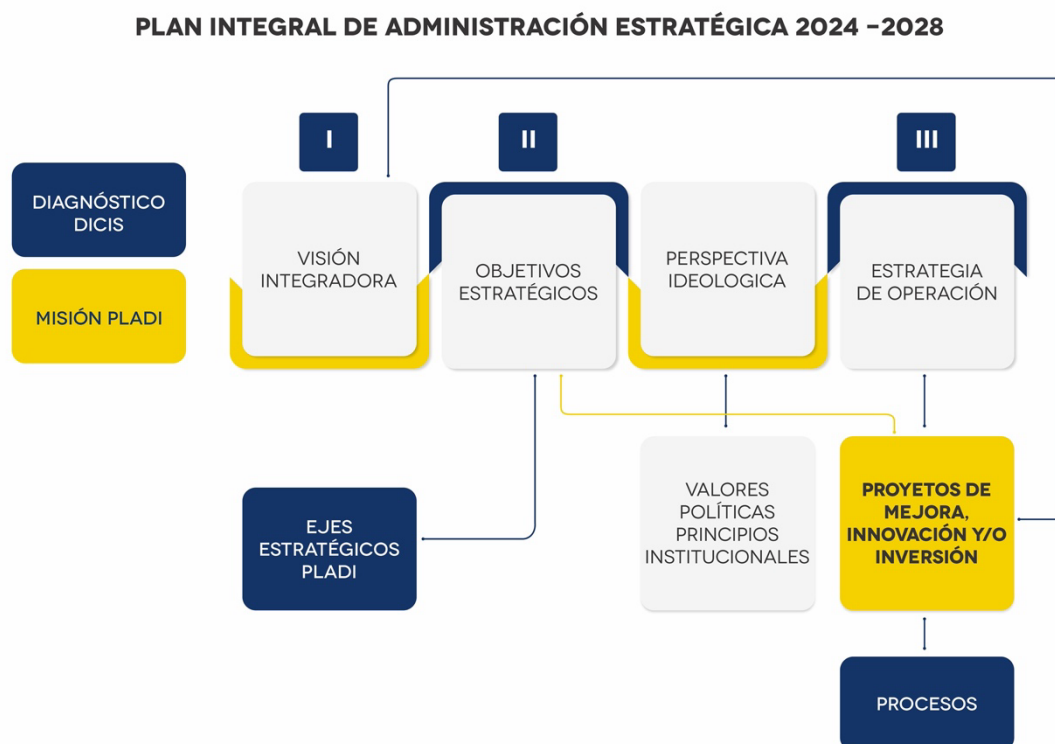 PLAN INTEGRAL DE ADMINISTRACIÓN ESTRATÉGICA 2024 –2028
I
II
III
DIAGNÓSTICO
DICIS
MISIÓN PLADI
VISIÓN
INTEGRADORA
OBJETIVOS
ESTRATÉGICOS
PERSPECTIVA
IDEOLOGICA
ESTRATEGIA
DE OPERACIÓN
EJES
ESTRATÉGICOS
PLADI
VALORES
POLÍTICAS
PRINCIPIOS
INSTITUCIONALES
PROYETOS DE
MEJORA,
INNOVACIÓN Y/O
INVERSIÓN
PROCESOS